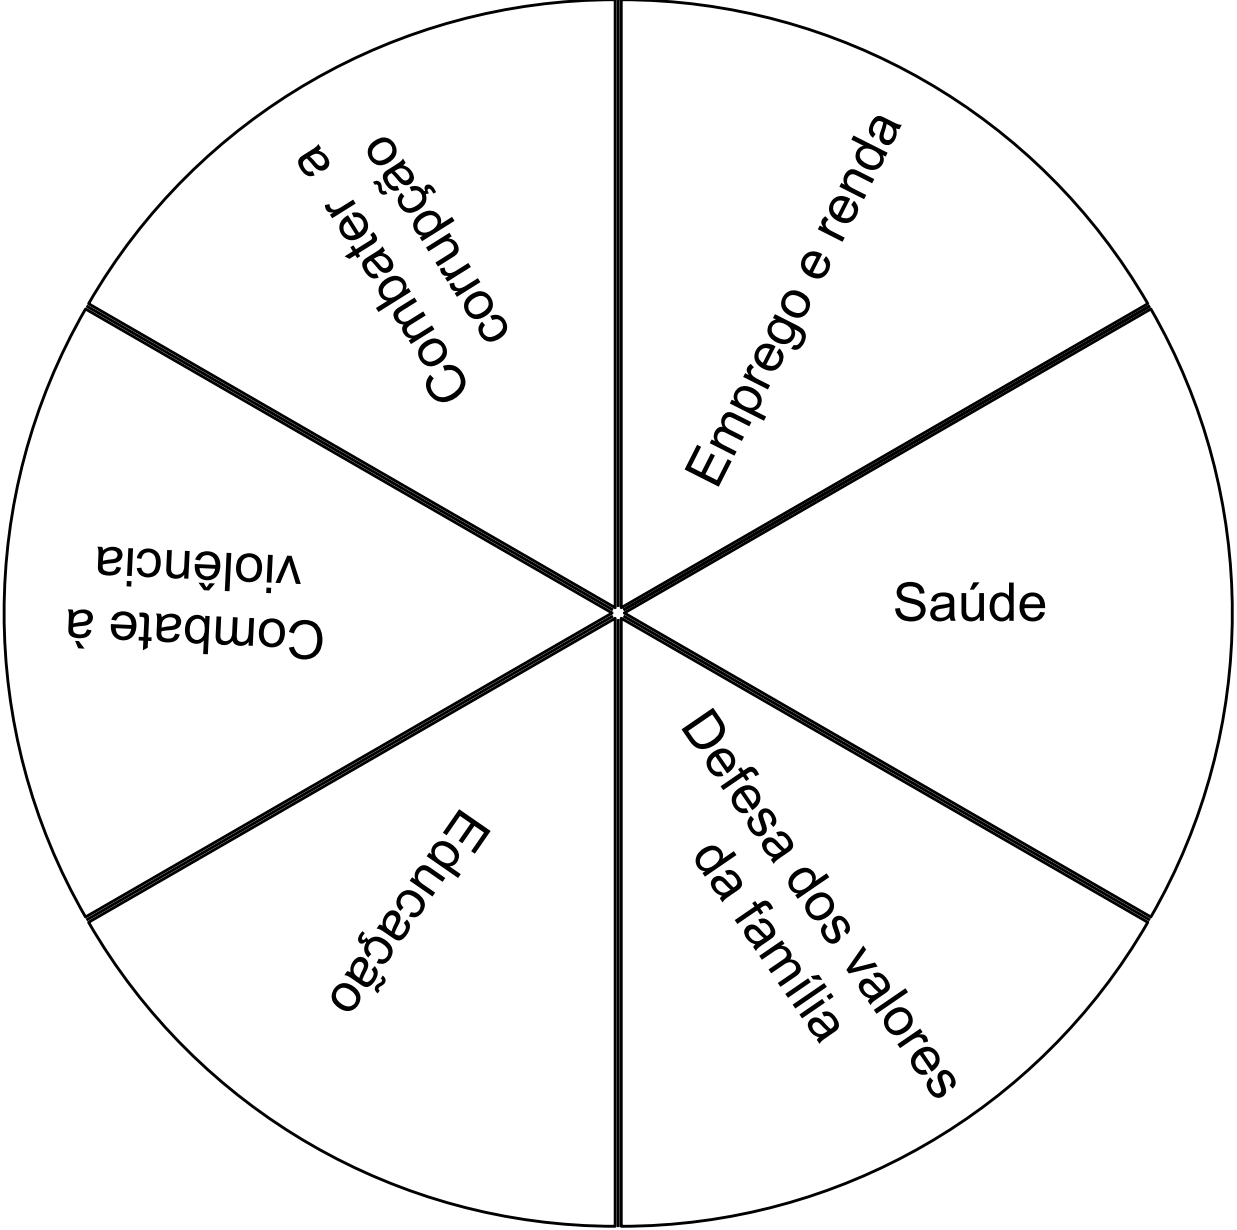 Emprego e renda
Saúde
Defesa dos valores
da família
Educação
Combate à
violência
Combater a
corrupção